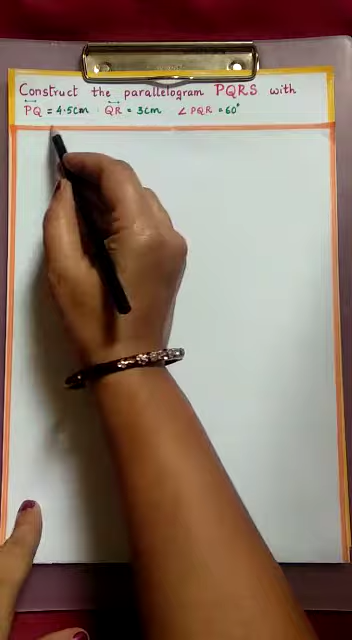 Construct the parallelogram PQRS with
PQ = 4.5cm QR = 3cm ∠ PQR = 60°